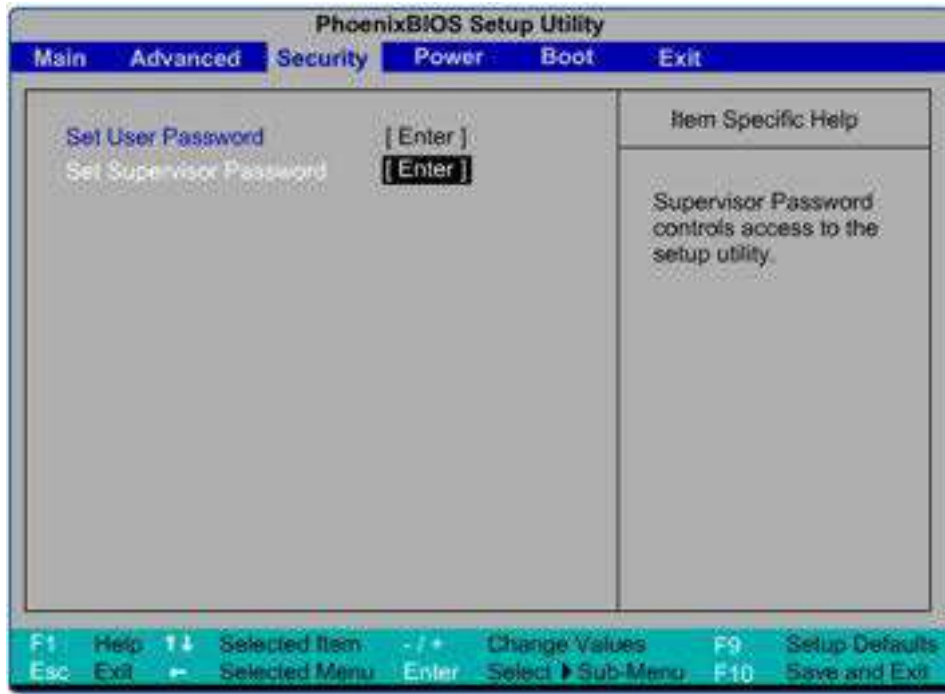 PhoenixBIOS Setup Utility
Main Advanced Security Power Boot Exit
Set User Password [ Enter ]
Set Supervisor Password [ Enter ]
Item Specific Help
Supervisor Password
controls access to the
setup utility.
F1 Help ↑↓ Selected Item -/+ Change Values F9 Setup Defaults
Esc Exit ← Selected Menu Enter Select ▶ Sub-Menu F10 Save and Exit